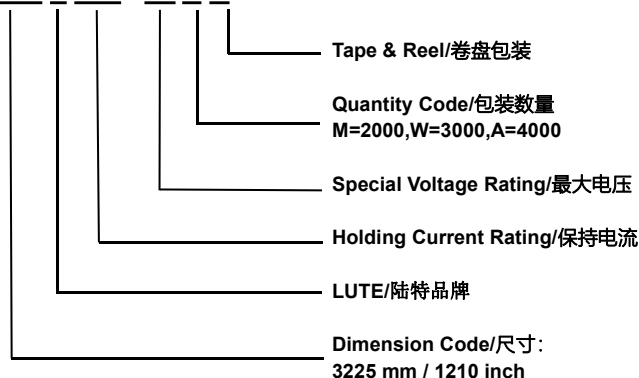 Tape & Reel/卷盘包装
Quantity Code/包装数量
M=2000,W=3000,A=4000
Special Voltage Rating/最大电压
Holding Current Rating/保持电流
LUTE/陆特品牌
Dimension Code/尺寸:
3225 mm / 1210 inch